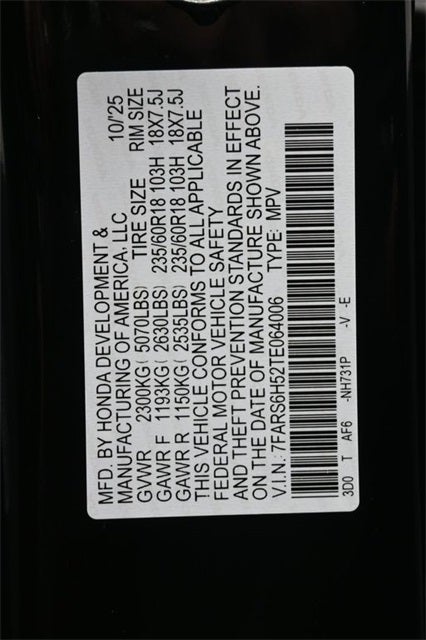 MFD. BY HONDA DEVELOPMENT & 10/'25
MANUFACTURING OF AMERICA, LLC
TIRE SIZE RIM SIZE
GVWR 2300KG( 5070LBS)
GAWR F 1193KG( 2630LBS) 235/60R18 103H 18X7.5J
GAWR R 1150KG( 2535LBS) 235/60R18 103H 18X7.5J
THIS VEHICLE CONFORMS TO ALL APPLICABLE
FEDERAL MOTOR VEHICLE SAFETY
AND THEFT PREVENTION STANDARDS IN EFFECT
ON THE DATE OF MANUFACTURE SHOWN ABOVE.
V.I.N.: 7FARS6H52TE064006 TYPE: MPV
3D0 T AF6 -NH731P -V -E